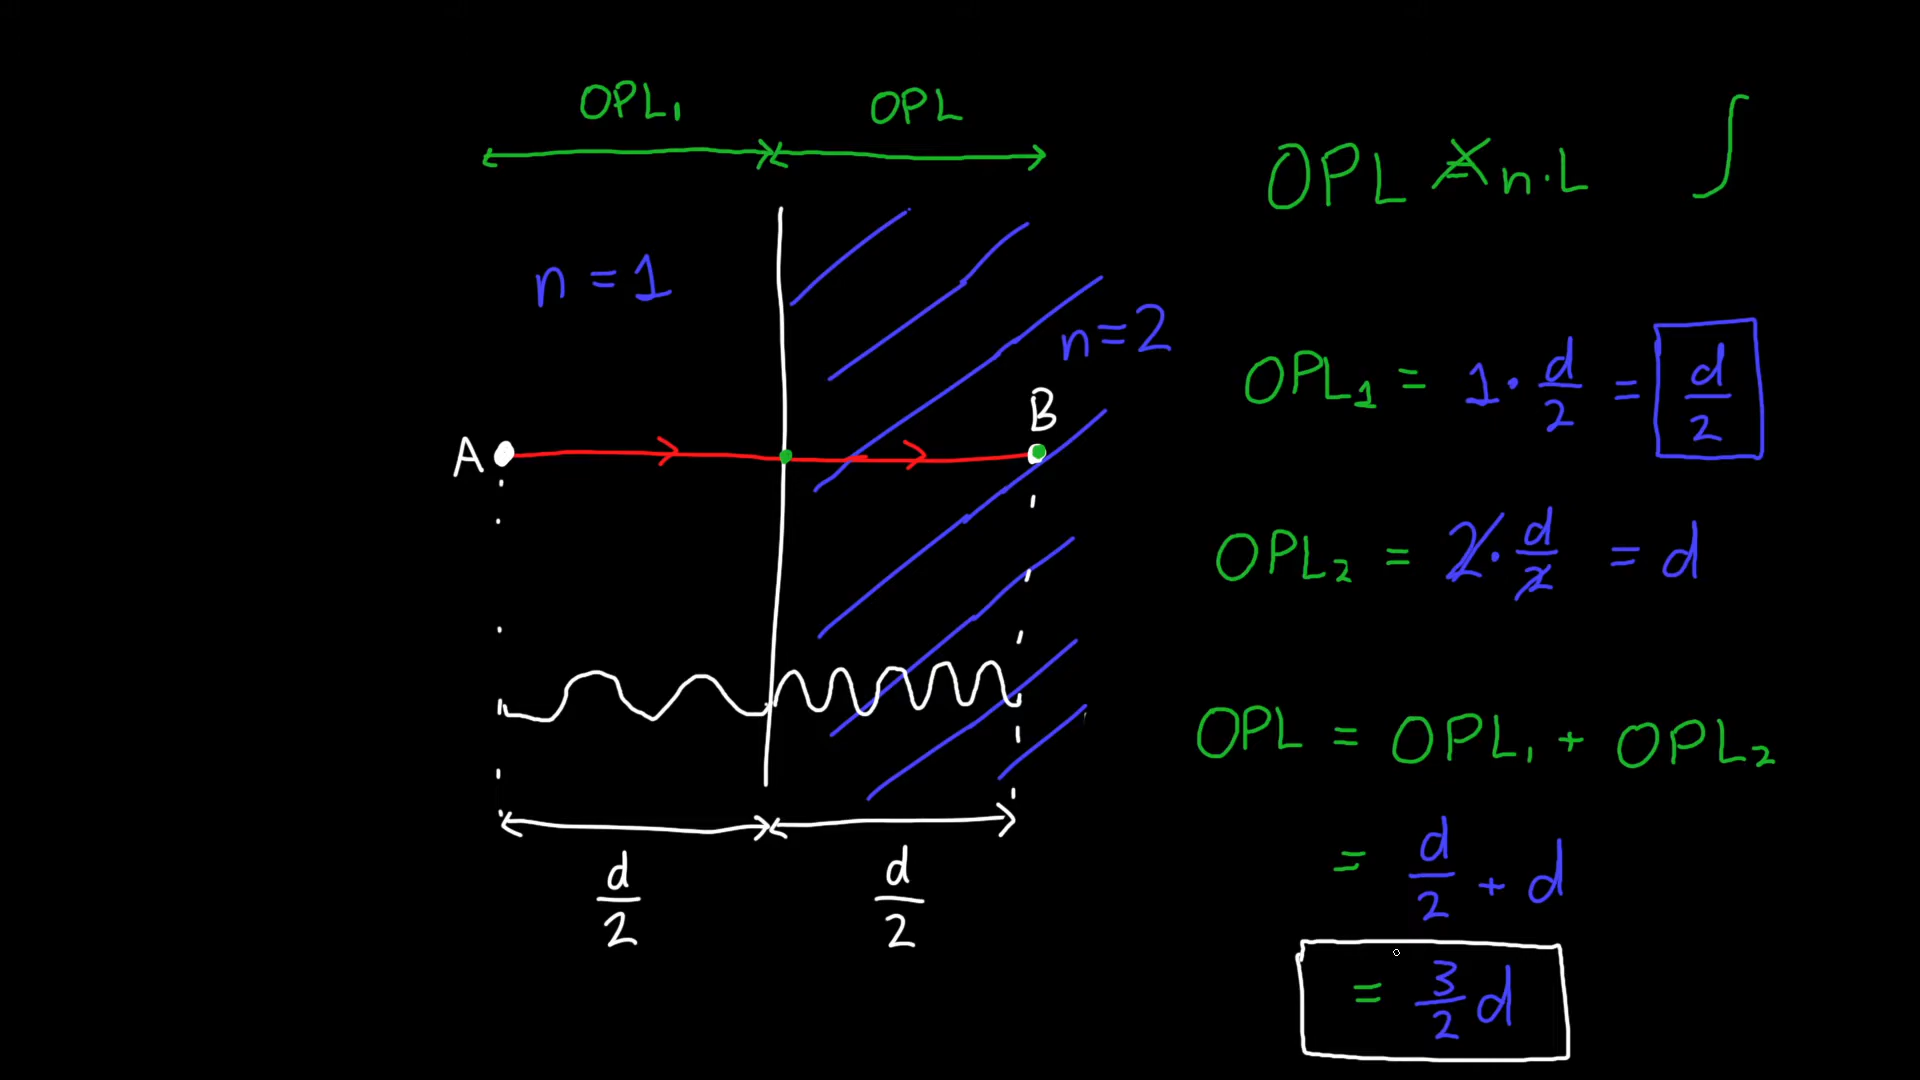 OPL₁
OPL
n = 1
n=2
A
B
d/2
d/2
OPL = n·L ∫
OPL₁ = 1 · d/2 = d/2
OPL₂ = 2 · d/2 = d
OPL = OPL₁ + OPL₂
= d/2 + d
= 3/2 d